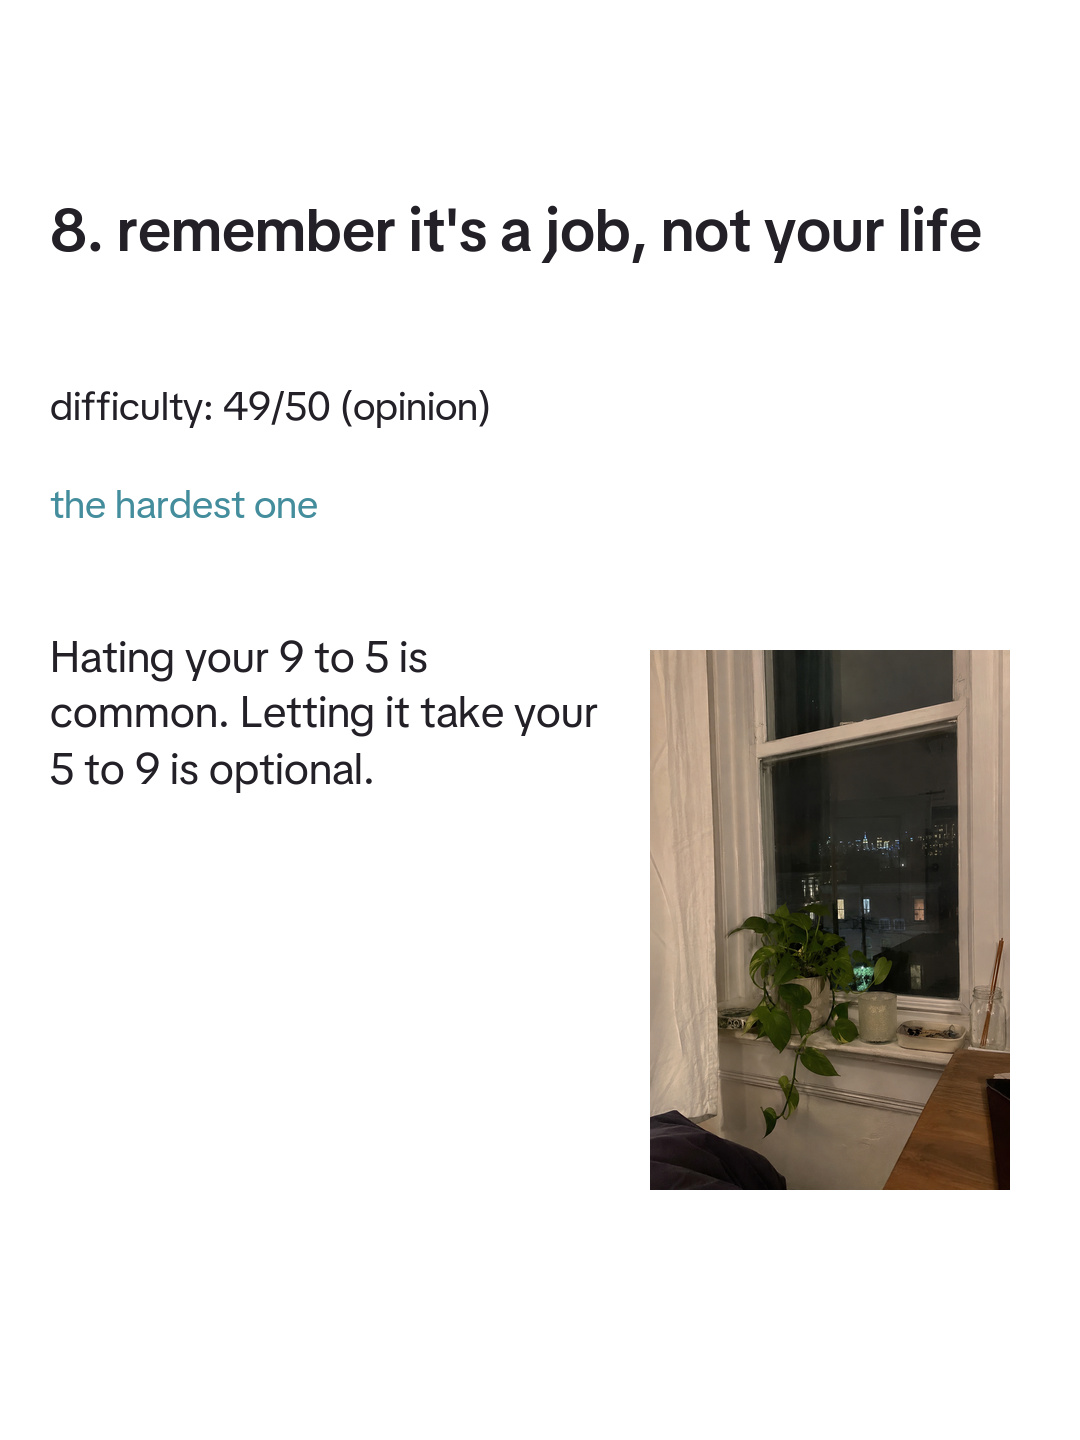 8. remember it's a job, not your life
difficulty: 49/50 (opinion)
the hardest one
Hating your 9 to 5 is
common. Letting it take your
5 to 9 is optional.